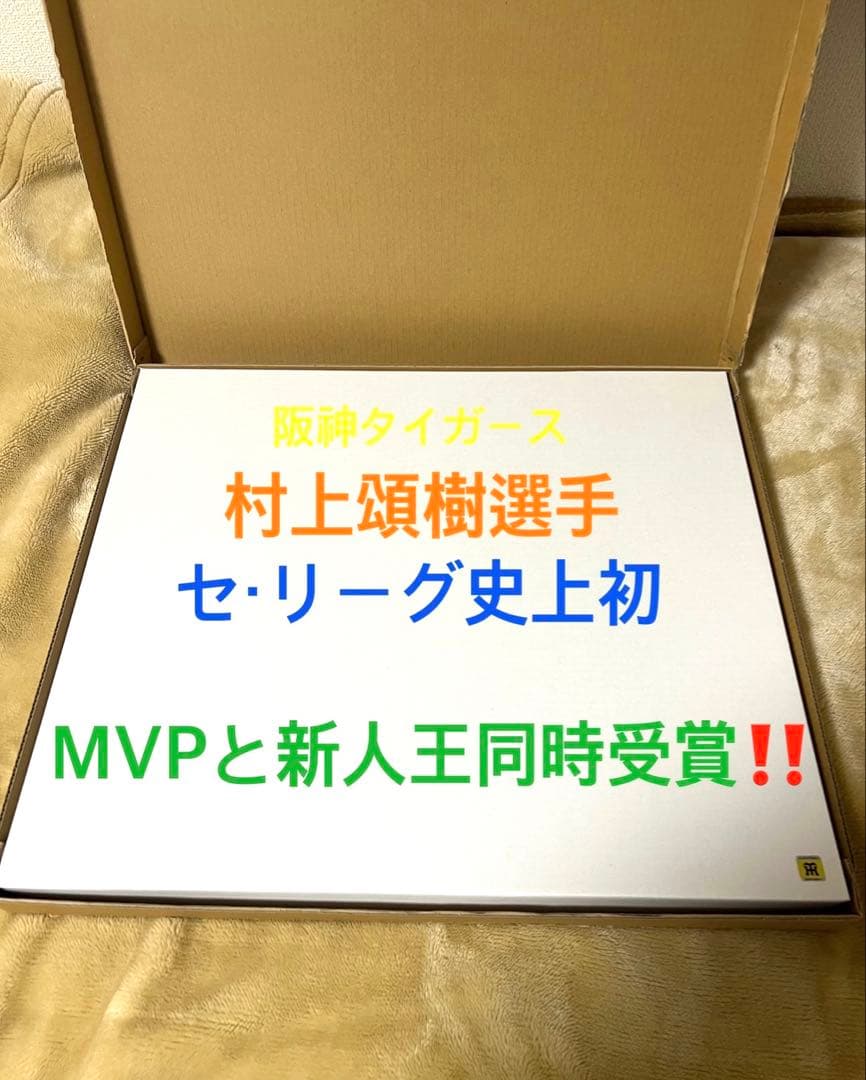 阪神タイガース
村上頌樹選手
セ·リーグ史上初
MVPと新人王同時受賞‼️